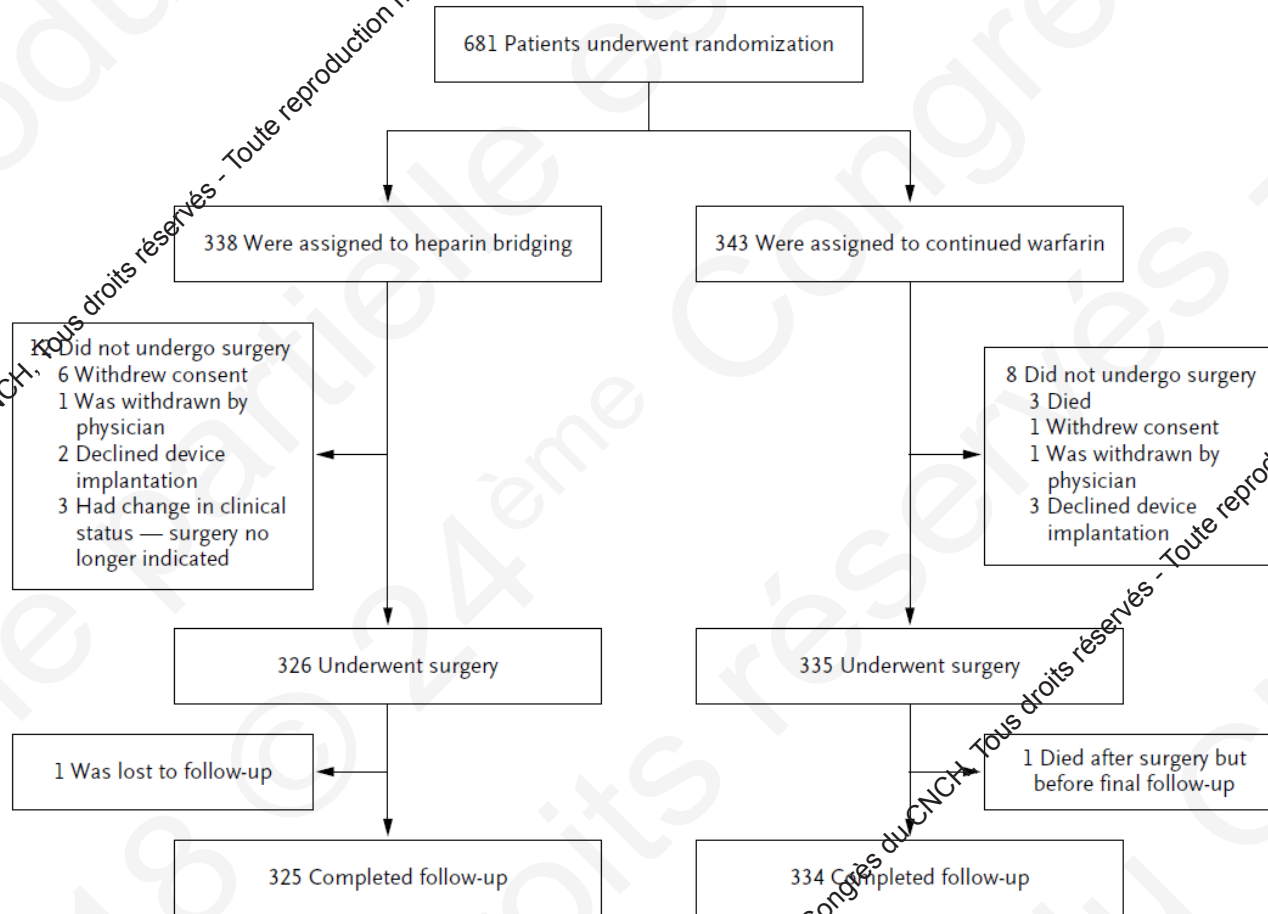 681 Patients underwent randomization
338 Were assigned to heparin bridging
343 Were assigned to continued warfarin
12 Did not undergo surgery
6 Withdrew consent
1 Was withdrawn by
physician
2 Declined device
implantation
3 Had change in clinical
status — surgery no
longer indicated
8 Did not undergo surgery
3 Died
1 Withdrew consent
1 Was withdrawn by
physician
3 Declined device
implantation
326 Underwent surgery
335 Underwent surgery
1 Was lost to follow-up
1 Died after surgery but
before final follow-up
325 Completed follow-up
334 Completed follow-up
Tous droits réservés - Toute reproduction
Congrès du CNCH, Tous droits réservés - Toute
partielle
Congrès
© 24ème
droits réservés